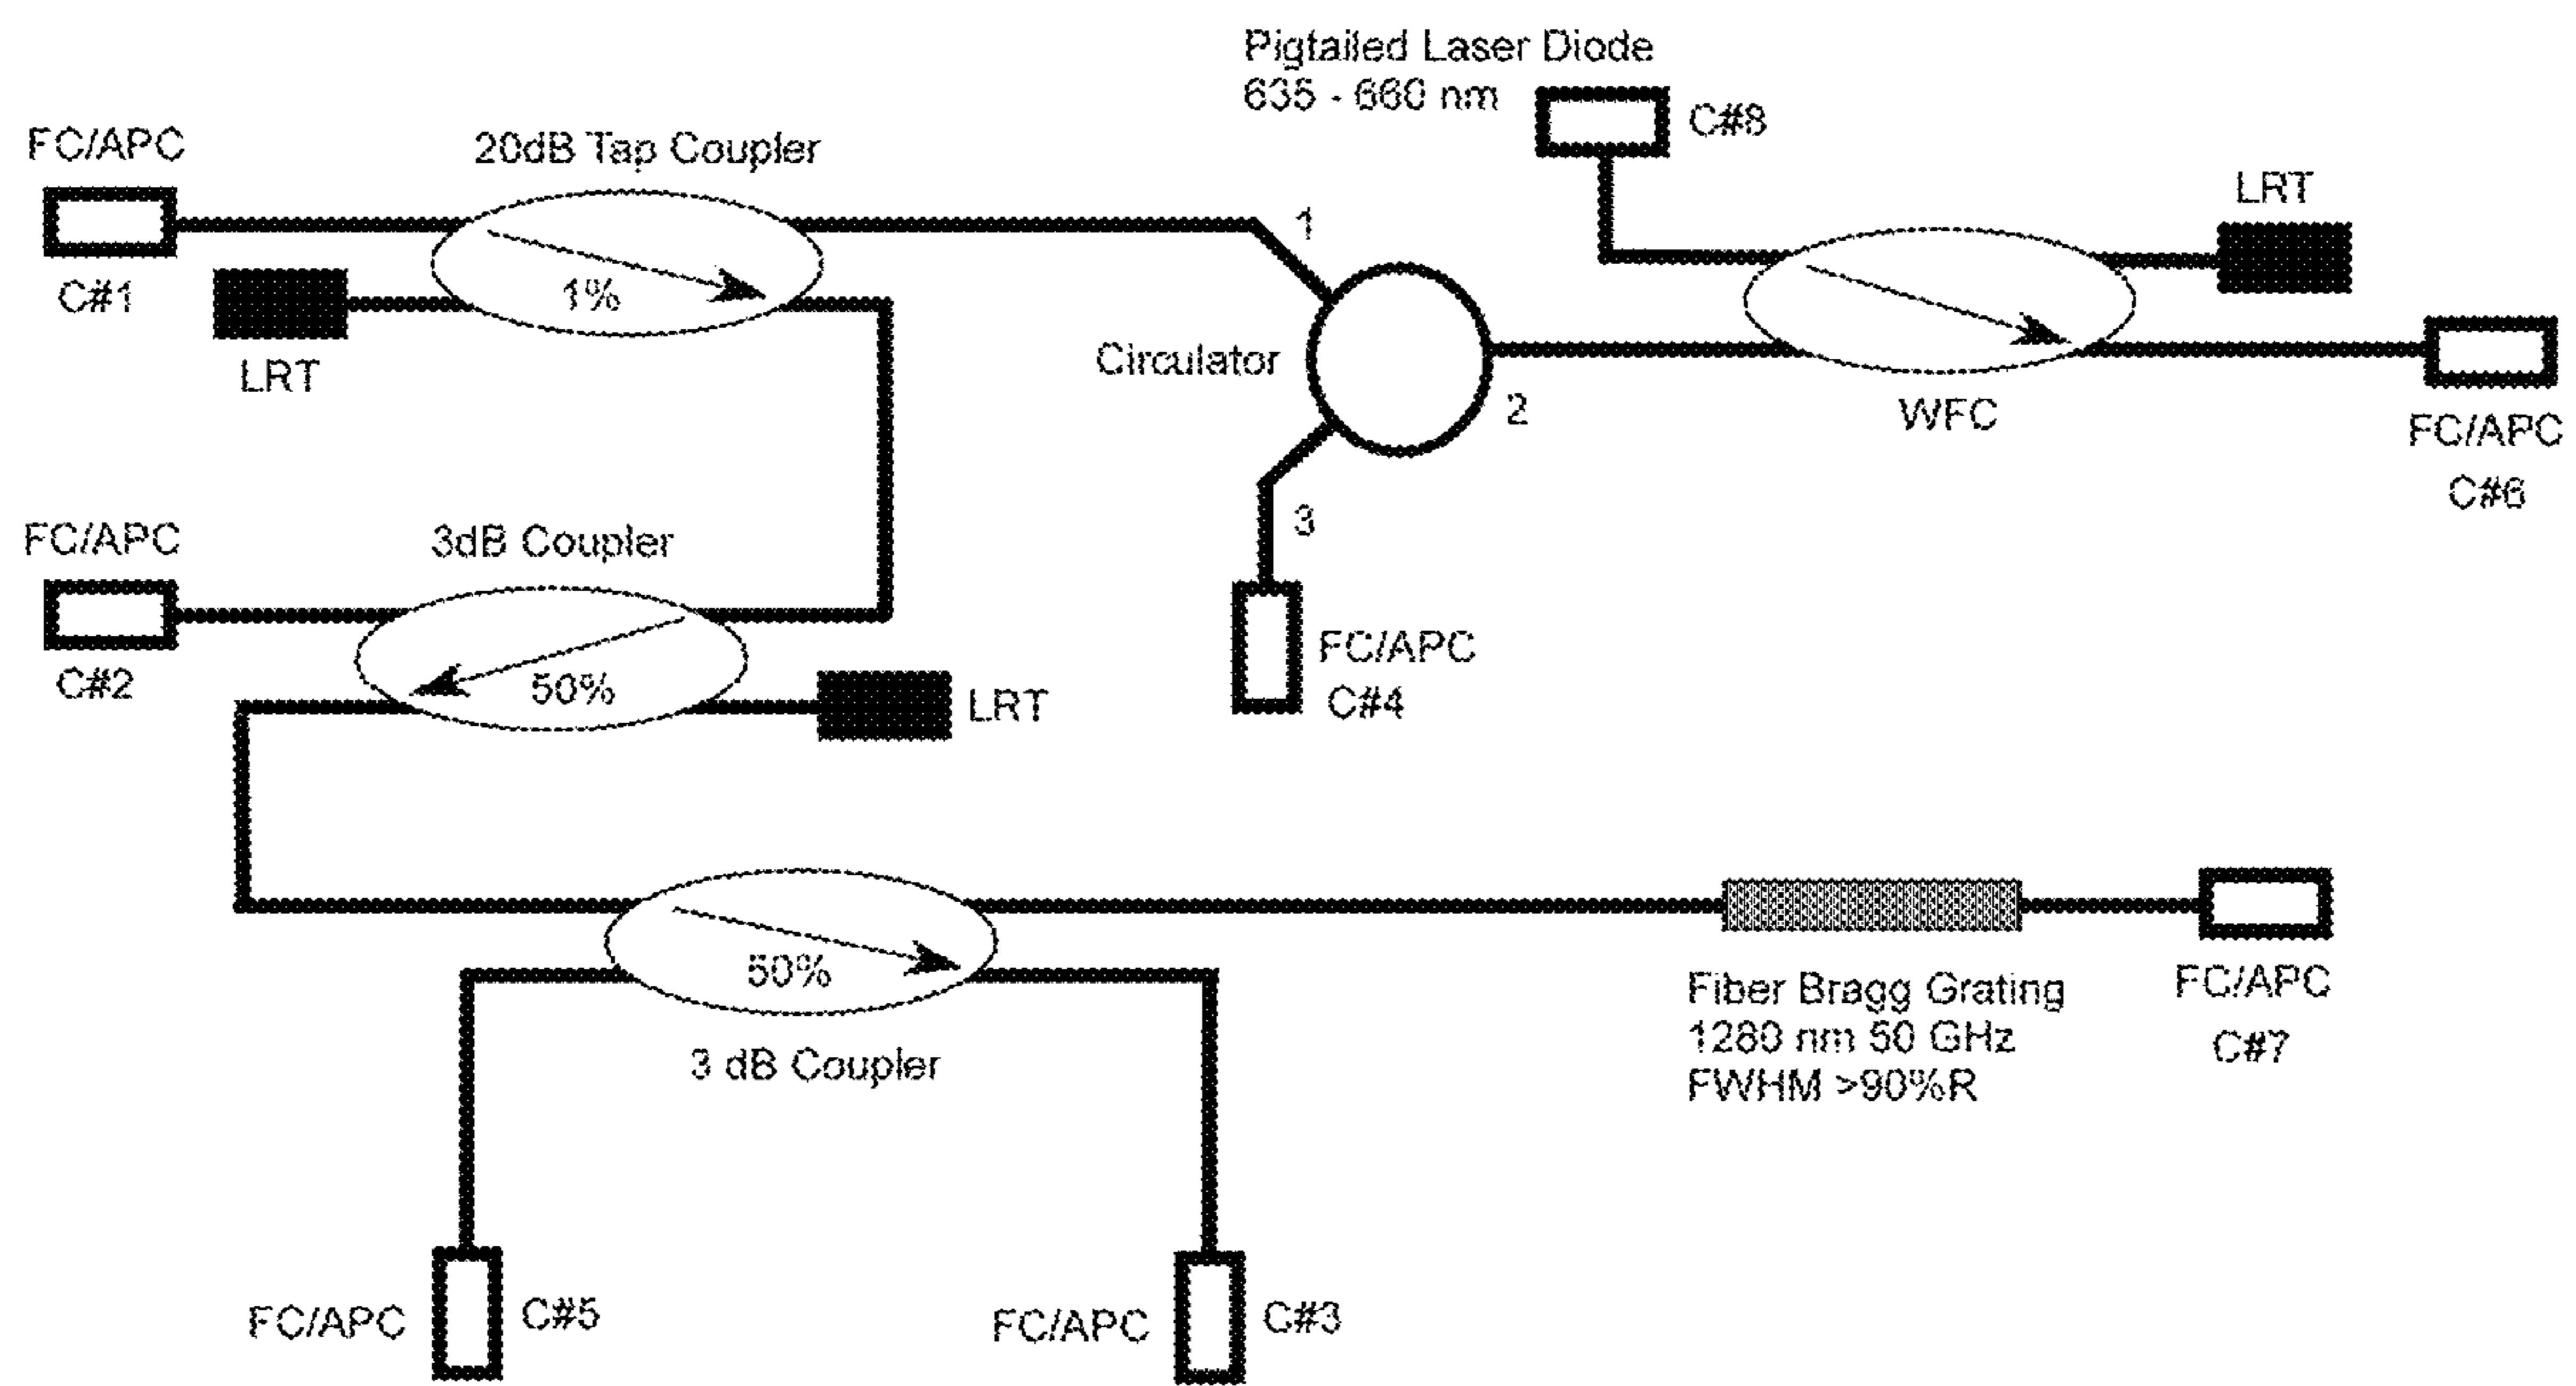 Pigtailed Laser Diode
635 - 660 nm
C#8
FC/APC
20dB Tap Coupler
LRT
1%
C#1
LRT
1
Circulator
2
WFC
FC/APC
C#6
3
FC/APC
C#4
FC/APC
3dB Coupler
C#2
50%
LRT
50%
3 dB Coupler
Fiber Bragg Grating
1280 nm 50 GHz
FWHM >90%R
FC/APC
C#7
FC/APC
C#5
FC/APC
C#3